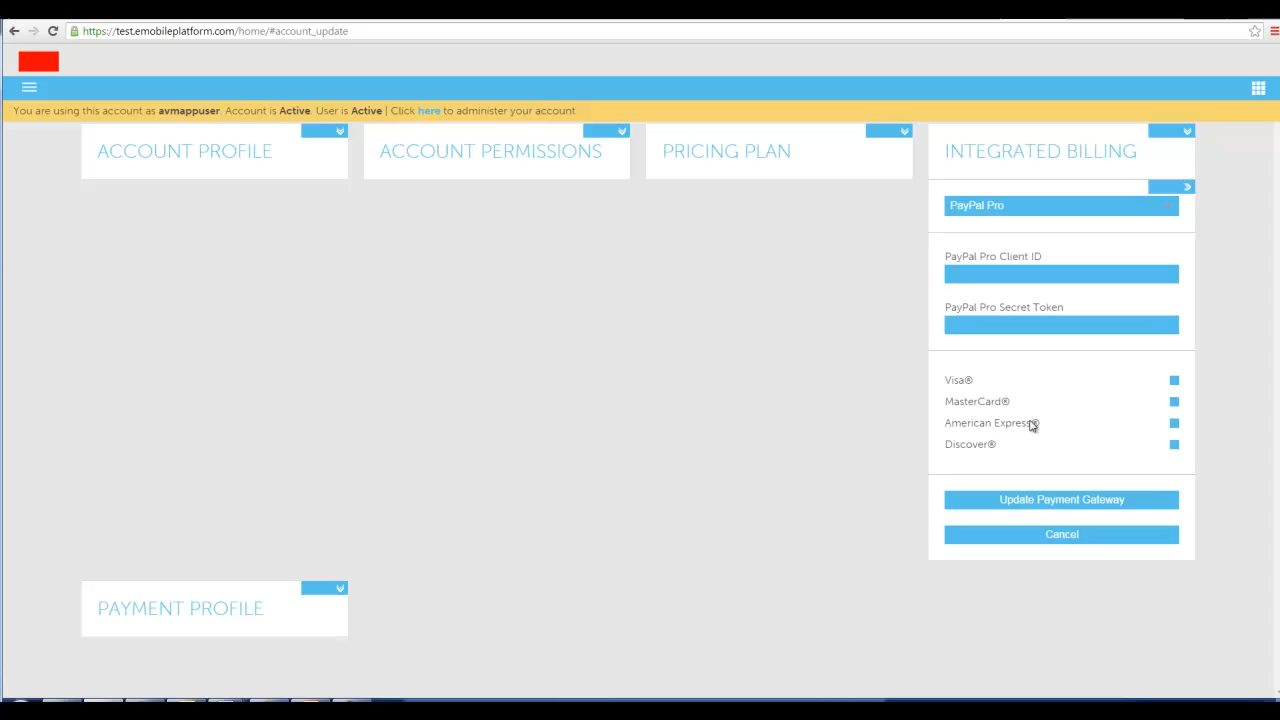 https://test.emobileplatform.com/home/#account_update
You are using this account as avmappuser. Account is Active. User is Active | Click here to administer your account
ACCOUNT PROFILE
ACCOUNT PERMISSIONS
PRICING PLAN
INTEGRATED BILLING
PayPal Pro
PayPal Pro Client ID
PayPal Pro Secret Token
Visa®
MasterCard®
American Express®
Discover®
Update Payment Gateway
Cancel
PAYMENT PROFILE